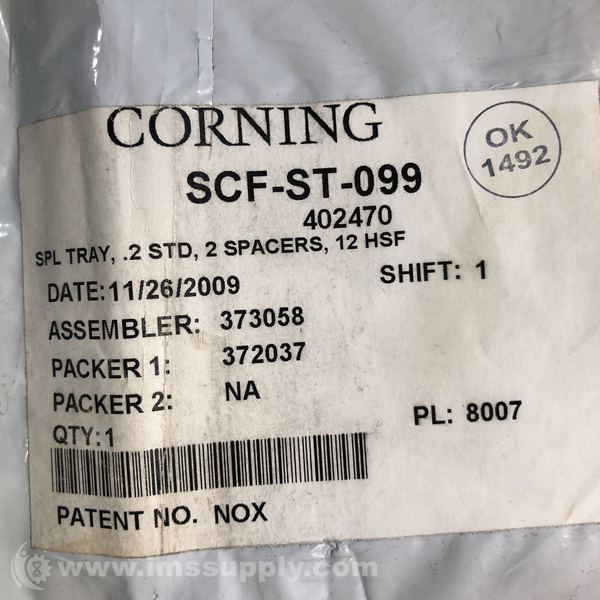 CORNING
OK
1492
SCF-ST-099
402470
SPL TRAY, .2 STD, 2 SPACERS, 12 HSF
DATE:11/26/2009
SHIFT: 1
ASSEMBLER: 373058
PACKER 1: 372037
PACKER 2: NA
PL: 8007
QTY:1
PATENT NO. NOX
www.imssupply.com